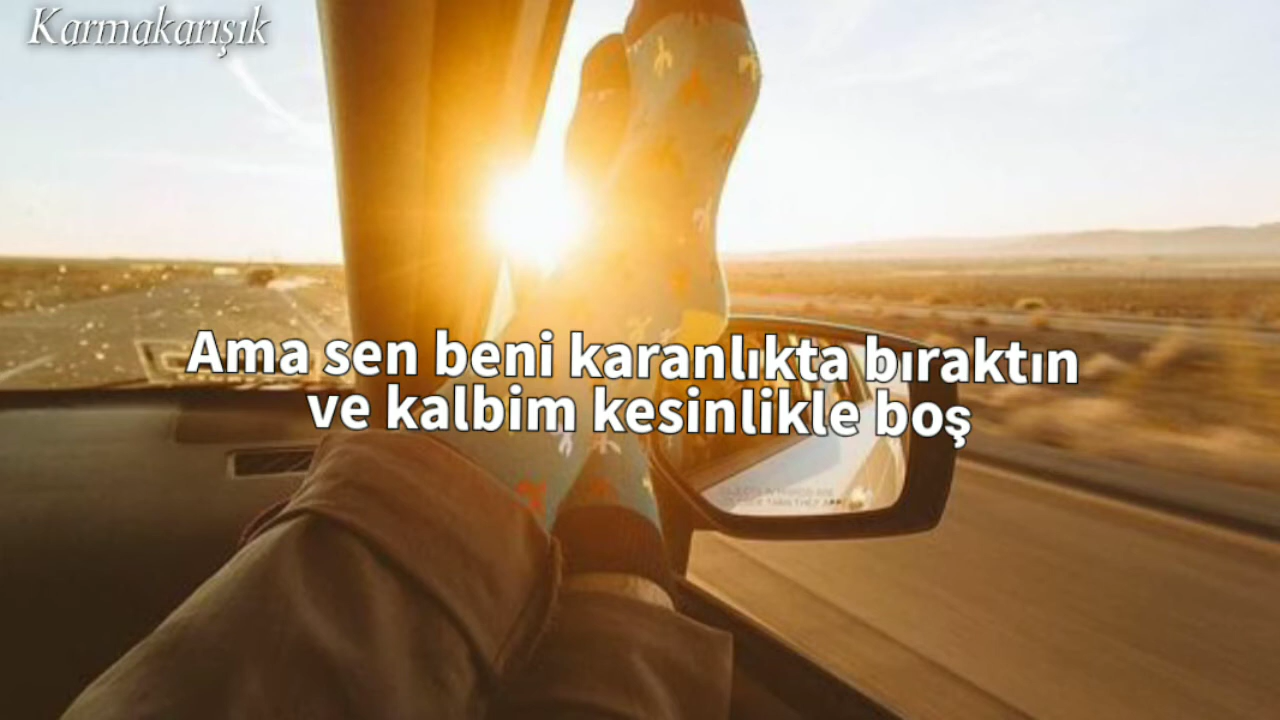 Karmakarışık
Ama sen beni karanlıkta bıraktın
ve kalbim kesinlikle boş